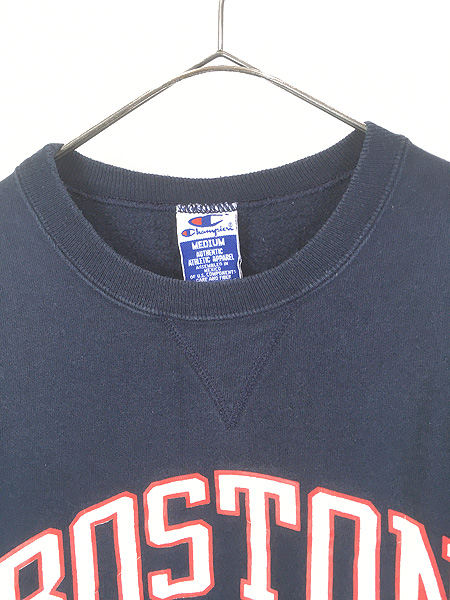 Champion®
MEDIUM
AUTHENTIC
ATHLETIC APPAREL
ASSEMBLED IN
MEXICO
OF U.S. COMPONENTS
CARE AND FIBER
BOSTON